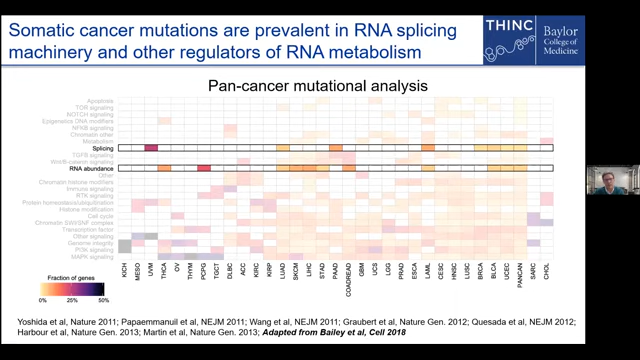 Somatic cancer mutations are prevalent in RNA splicing
machinery and other regulators of RNA metabolism
THINC
Baylor
College of
Medicine
Pan-cancer mutational analysis
Apoptosis
TOR signaling
NOTCH signaling
Epigenetics DNA modifiers
NFKB signaling
Chromatin other
Metabolism
Splicing
TGFB signaling
Wnt/B-catenin signaling
RNA abundance
Other
Chromatin histone modifiers
Immune signaling
RTK signaling
Protein homeostasis/ubiquitination
Histone modification
Cell cycle
Chromatin SWI/SNF complex
Transcription factor
Other signaling
Genome integrity
PI3K signaling
MAPK signaling
KICH
MESO
UVM
THCA
OV
THYM
PCPG
TGCT
DLBC
ACC
KIRC
KIRP
LUAD
SKCM
LIHC
STAD
PAAD
COADREAD
GBM
UCS
LGG
PRAD
ESCA
LAML
CESC
HNSC
LUSC
BRCA
BLCA
UCEC
PANCAN
SARC
CHOL
Fraction of genes
0%
25%
50%
Yoshida et al, Nature 2011; Papaemmanuil et al, NEJM 2011; Wang et al, NEJM 2011; Graubert et al, Nature Gen. 2012; Quesada et al, NEJM 2012;
Harbour et al, Nature Gen. 2013; Martin et al, Nature Gen. 2013; Adapted from Bailey et al, Cell 2018